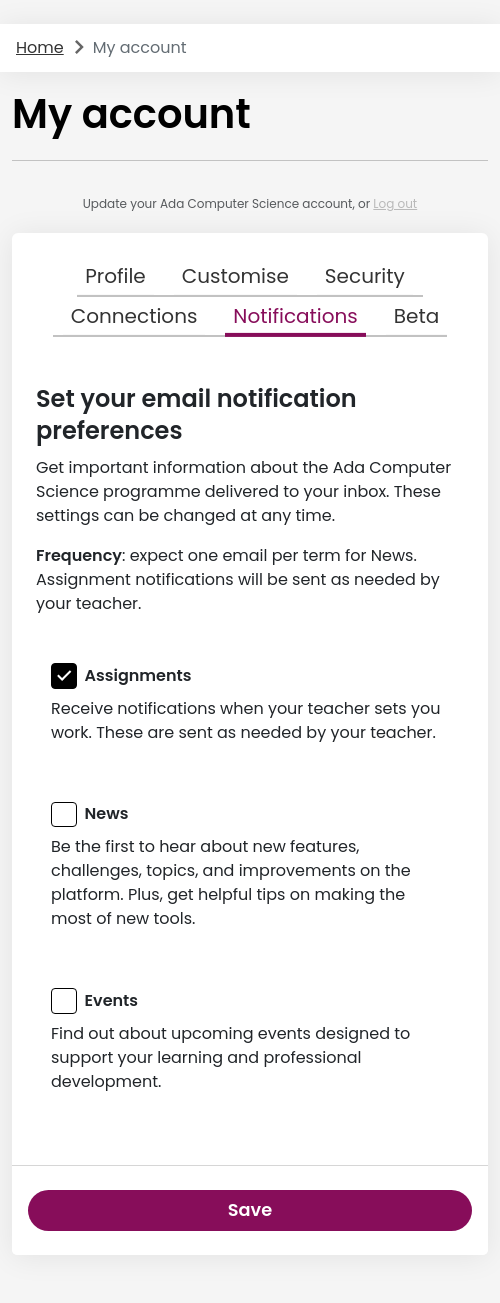 Home > My account
My account
Update your Ada Computer Science account, or Log out
Profile Customise Security
Connections Notifications Beta
Set your email notification
preferences
Get important information about the Ada Computer
Science programme delivered to your inbox. These
settings can be changed at any time.
Frequency: expect one email per term for News.
Assignment notifications will be sent as needed by
your teacher.
Assignments
Receive notifications when your teacher sets you
work. These are sent as needed by your teacher.
News
Be the first to hear about new features,
challenges, topics, and improvements on the
platform. Plus, get helpful tips on making the
most of new tools.
Events
Find out about upcoming events designed to
support your learning and professional
development.
Save